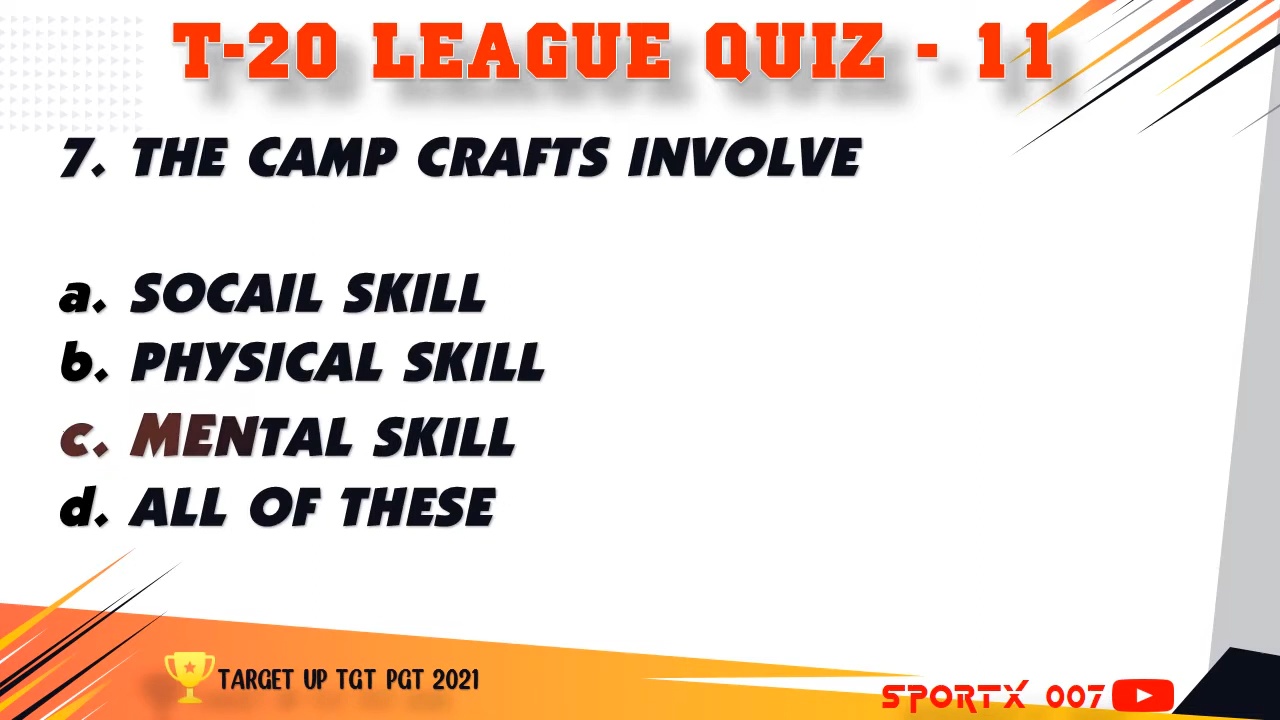 T-20 LEAGUE QUIZ - 11
7. THE CAMP CRAFTS INVOLVE
a. SOCAIL SKILL
b. PHYSICAL SKILL
c. MENTAL SKILL
d. ALL OF THESE
TARGET UP TGT PGT 2021
SPORTX 007